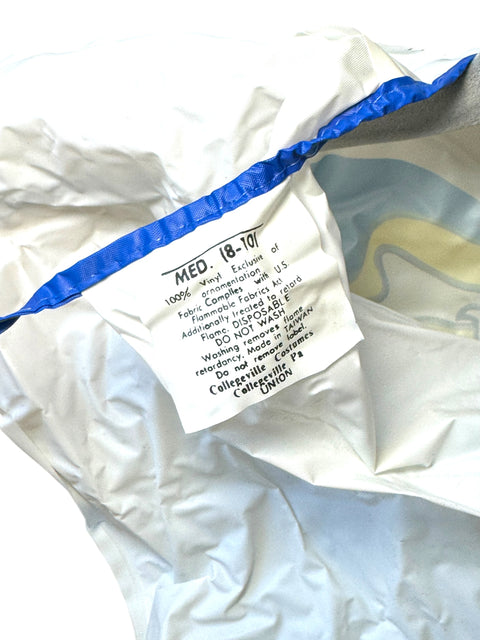 MED. (8-10)
100% Vinyl Exclusive of
ornamentation.
Fabric Complies with U.S.
Flammable Fabrics Act
Additionally treated to retard
Flame. DISPOSABLE
DO NOT WASH
Washing removes flame
retardancy. Made in TAIWAN
Do not remove label.
Collegeville Costumes
Collegeville Pa
UNION